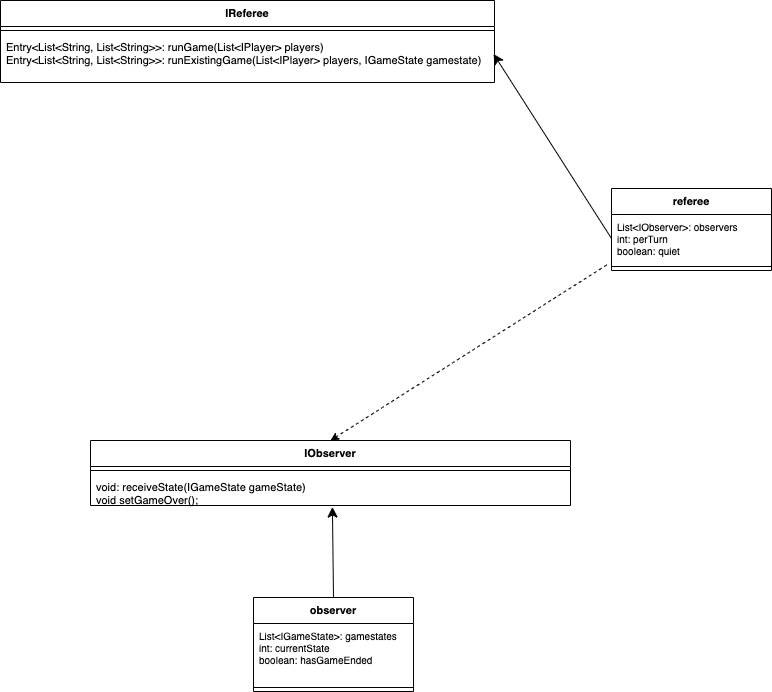 IReferee
Entry<List<String, List<String>>: runGame(List<IPlayer> players)
Entry<List<String, List<String>>: runExistingGame(List<IPlayer> players, IGameState gamestate)
referee
List<IObserver>: observers
int: perTurn
boolean: quiet
IObserver
void: receiveState(IGameState gameState)
void setGameOver();
observer
List<IGameState>: gamestates
int: currentState
boolean: hasGameEnded